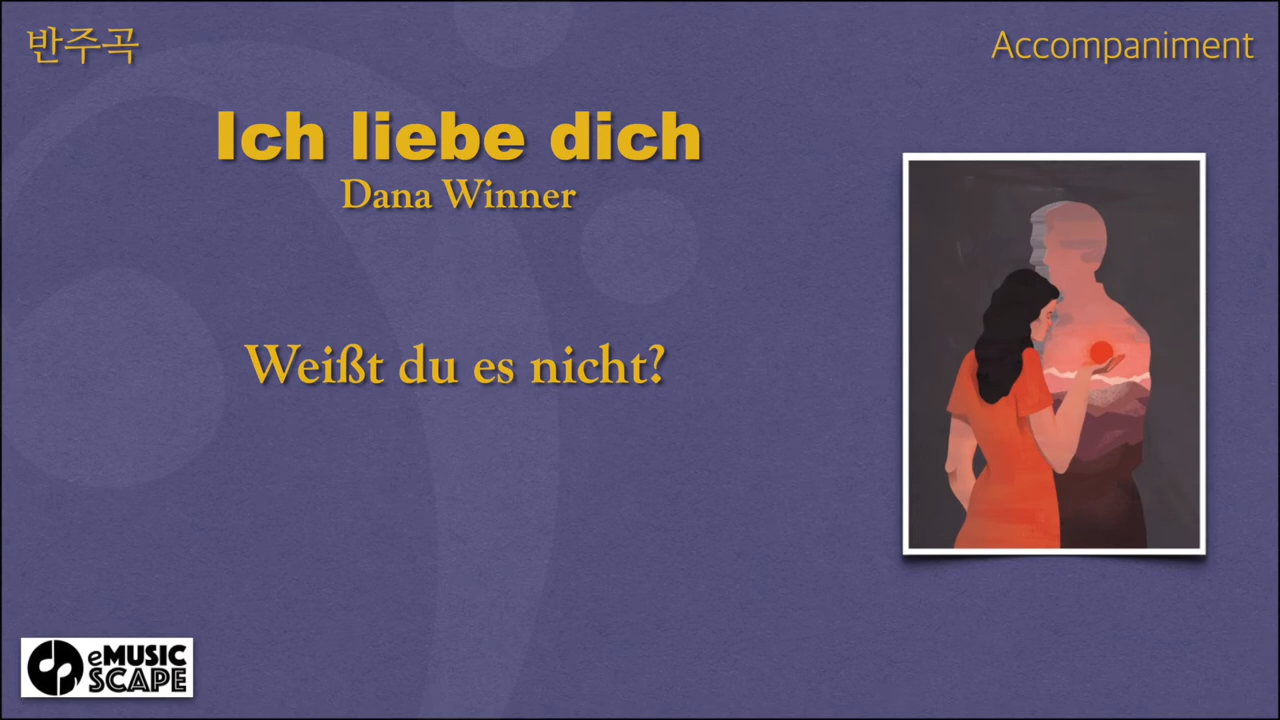 반주곡
Accompaniment
Ich liebe dich
Dana Winner
Weißt du es nicht?
eMUSIC
SCAPE